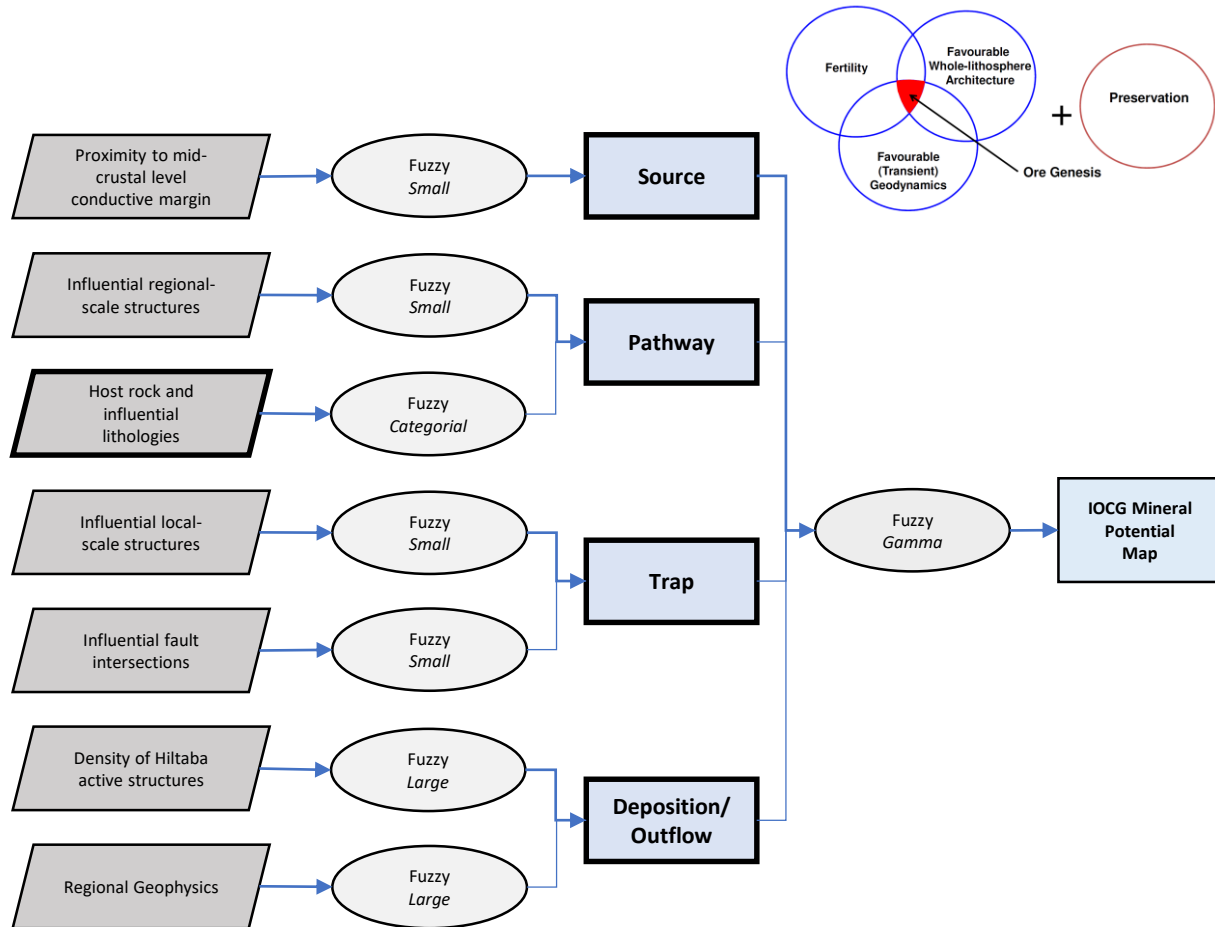 Fertility
Favourable
Whole-lithosphere
Architecture
Preservation
+
Favourable
(Transient)
Geodynamics
Ore Genesis
Proximity to mid-
crustal level
conductive margin
Fuzzy
Small
Source
Influential regional-
scale structures
Fuzzy
Small
Pathway
Host rock and
influential
lithologies
Fuzzy
Categorial
Influential local-
scale structures
Fuzzy
Small
Trap
Influential fault
intersections
Fuzzy
Small
Density of Hiltaba
active structures
Fuzzy
Large
Deposition/
Outflow
Regional Geophysics
Fuzzy
Large
Fuzzy
Gamma
IOCG Mineral
Potential
Map